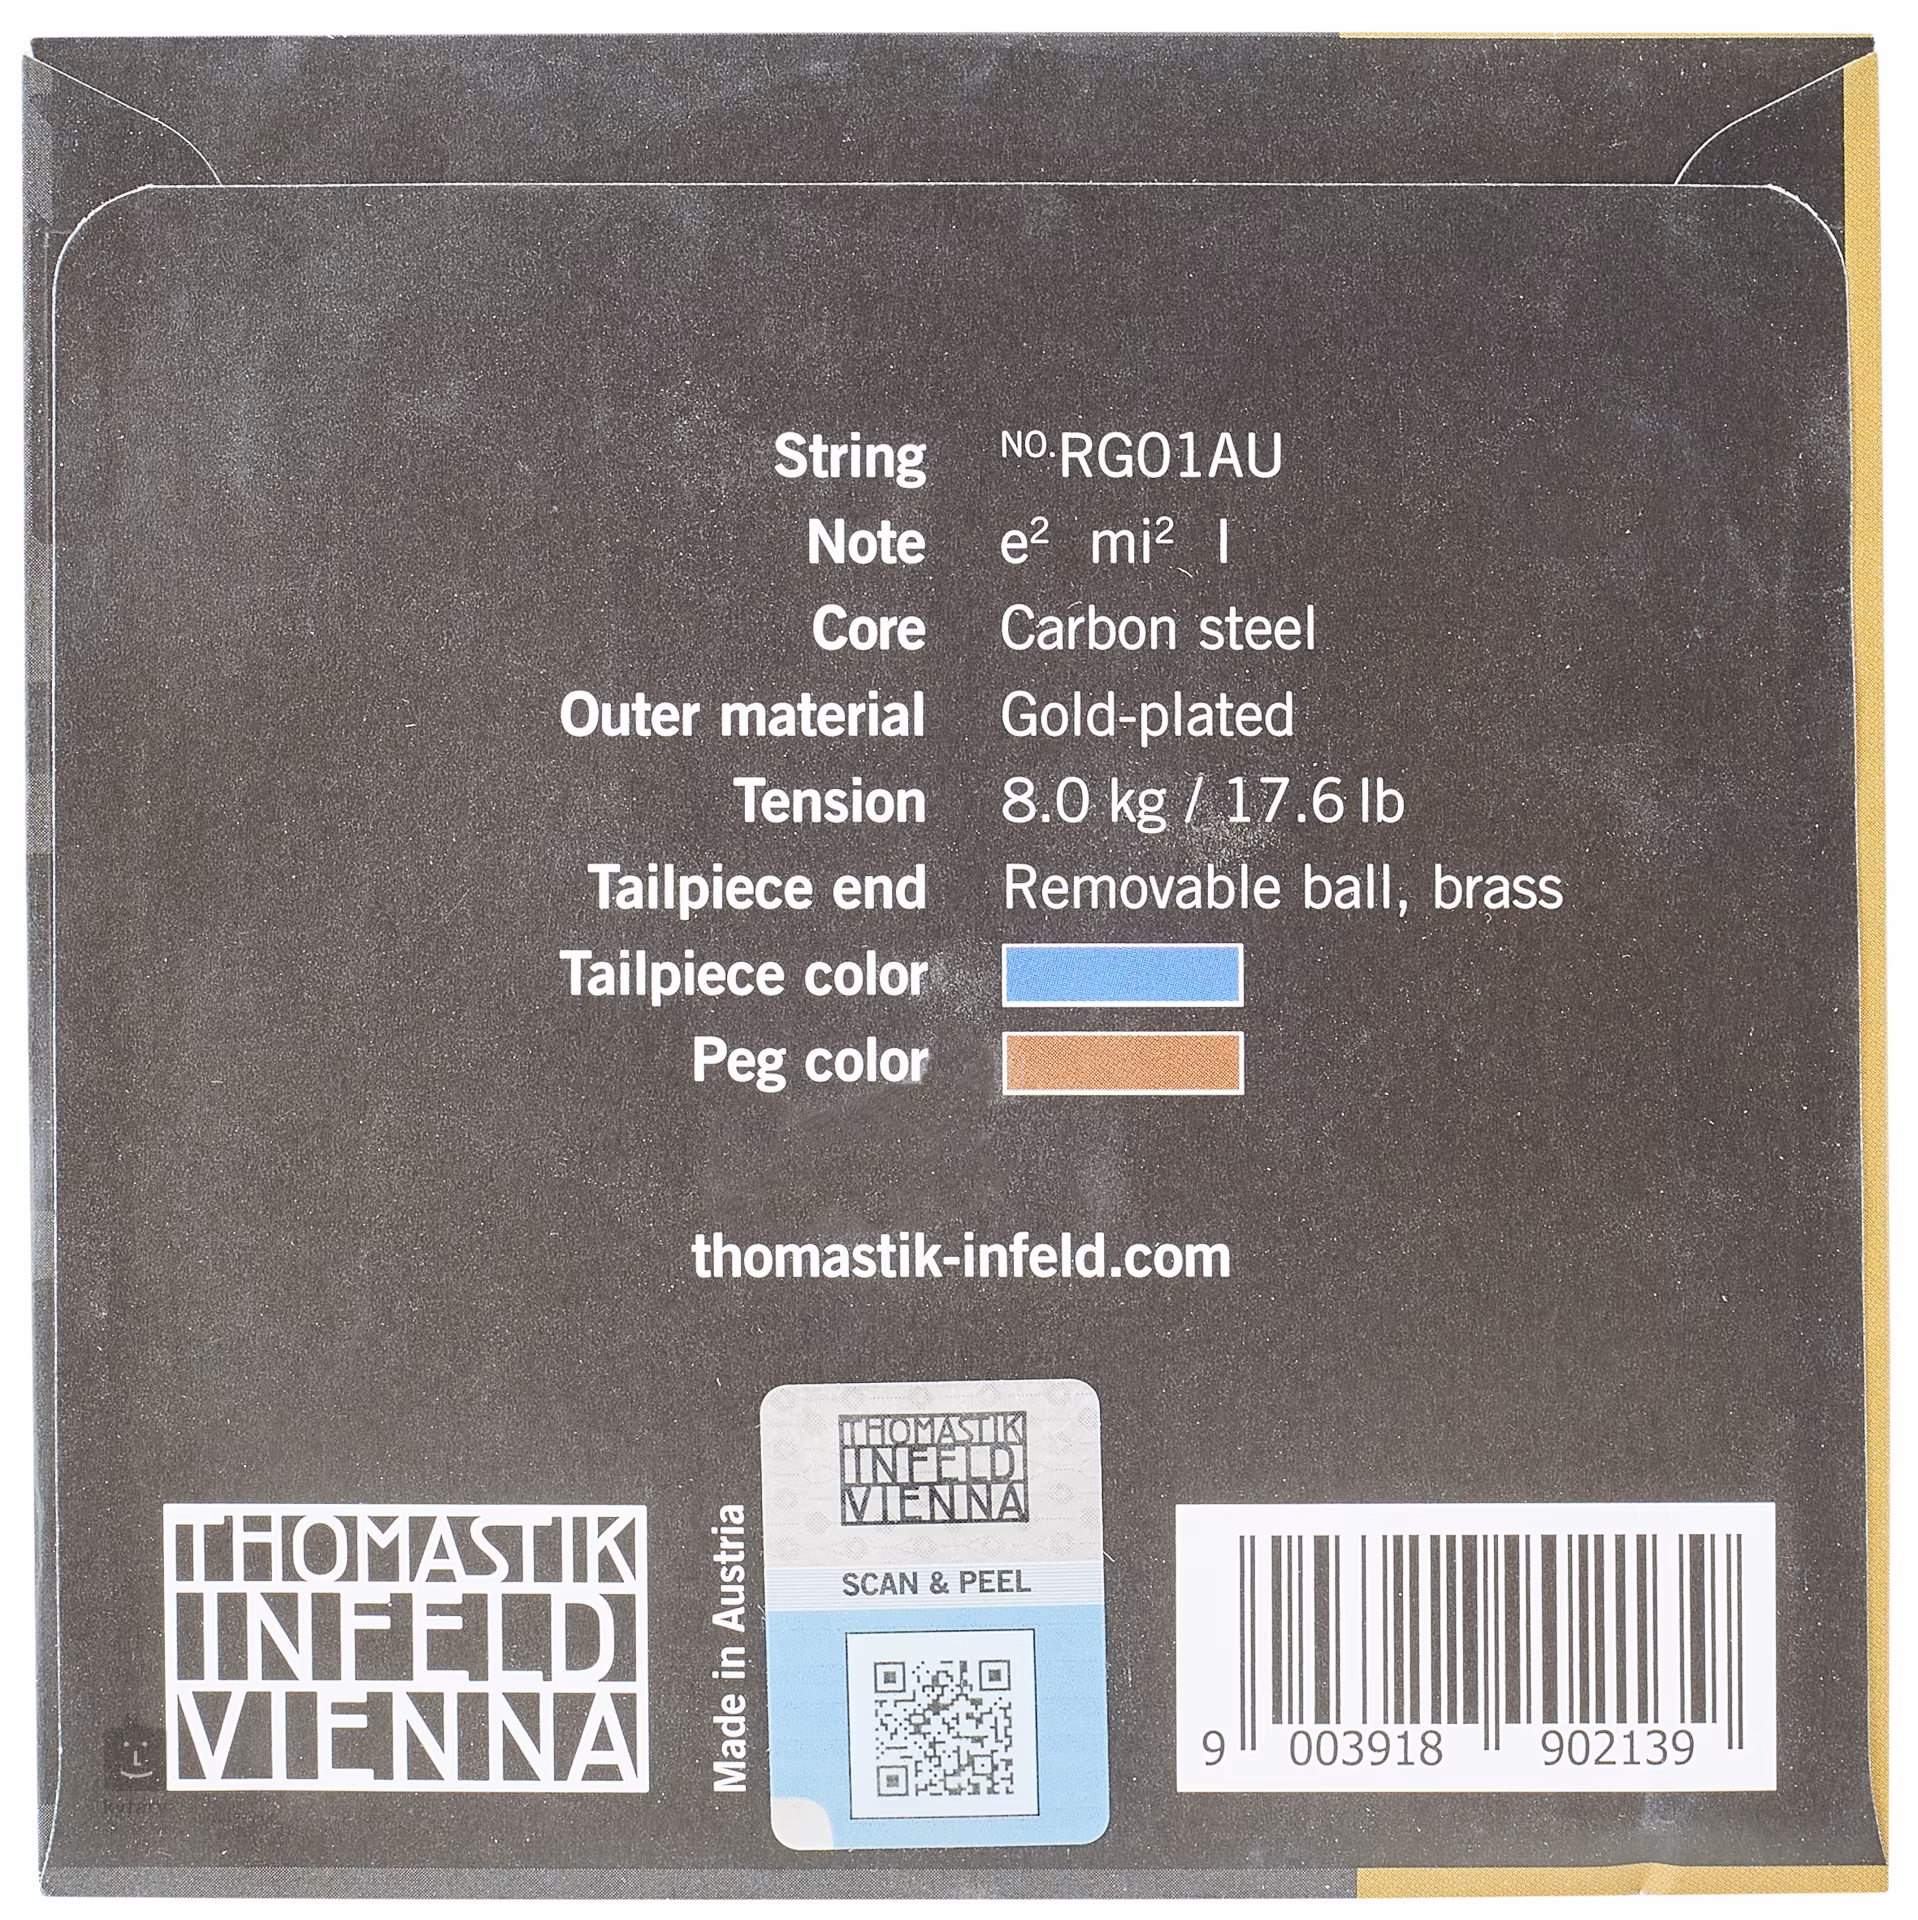 String NO.RG01AU
Note e² mi² I
Core Carbon steel
Outer material Gold-plated
Tension 8.0 kg / 17.6 lb
Tailpiece end Removable ball, brass
Tailpiece color
Peg color
thomastik-infeld.com
THOMASTIK
INFELD
VIENNA
Made in Austria
THOMASTIK
INFELD
VIENNA
SCAN & PEEL
9 003918 902139